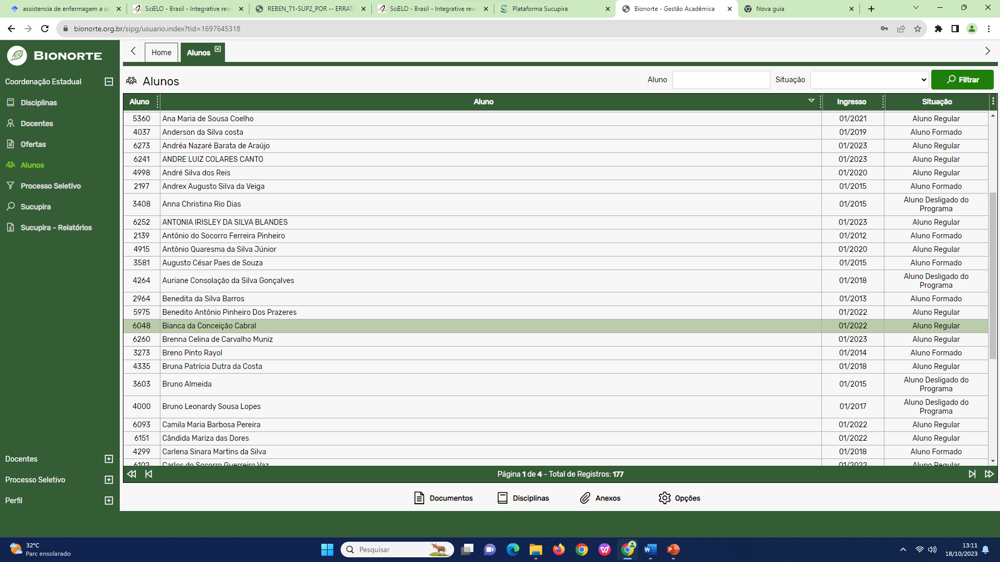 assistencia de enfermagem a sa
SciELO - Brasil - Integrative revi
REBEN_71-SUP2_POR -- ERRATA
SciELO - Brasil - Integrative revi
Plataforma Sucupira
Bionorte - Gestão Acadêmica
Nova guia
bionorte.org.br/sipg/usuario.index?tid=1697645318
BIONORTE
Coordenação Estadual
Disciplinas
Docentes
Ofertas
Alunos
Processo Seletivo
Sucupira
Sucupira - Relatórios
Docentes
Processo Seletivo
Perfil
Home
Alunos
Alunos
Aluno
Situação
Filtrar
Aluno Aluno Ingresso Situação
5360 Ana Maria de Sousa Coelho 01/2021 Aluno Regular
4037 Anderson da Silva costa 01/2019 Aluno Formado
6273 Andréa Nazaré Barata de Araújo 01/2023 Aluno Regular
6241 ANDRE LUIZ COLARES CANTO 01/2023 Aluno Regular
4998 André Silva dos Reis 01/2020 Aluno Regular
2197 Andrex Augusto Silva da Veiga 01/2015 Aluno Formado
3408 Anna Christina Rio Dias 01/2015 Aluno Desligado do
Programa
6252 ANTONIA IRISLEY DA SILVA BLANDES 01/2023 Aluno Regular
2139 Antônio do Socorro Ferreira Pinheiro 01/2012 Aluno Formado
4915 Antônio Quaresma da Silva Júnior 01/2020 Aluno Regular
3581 Augusto César Paes de Souza 01/2015 Aluno Formado
4264 Auriane Consolação da Silva Gonçalves 01/2018 Aluno Desligado do
Programa
2964 Benedita da Silva Barros 01/2013 Aluno Formado
5975 Benedito Antônio Pinheiro Dos Prazeres 01/2022 Aluno Regular
6048 Bianca da Conceição Cabral 01/2022 Aluno Regular
6260 Brenna Celina de Carvalho Muniz 01/2023 Aluno Regular
3273 Breno Pinto Rayol 01/2014 Aluno Formado
4335 Bruna Patrícia Dutra da Costa 01/2018 Aluno Regular
3603 Bruno Almeida 01/2015 Aluno Desligado do
Programa
4000 Bruno Leonardy Sousa Lopes 01/2017 Aluno Desligado do
Programa
6093 Camila Maria Barbosa Pereira 01/2022 Aluno Regular
6151 Cândida Mariza das Dores 01/2022 Aluno Regular
4299 Carlena Sinara Martins da Silva 01/2018 Aluno Formado
6102 Carlos do Socorro Guerreiro Vaz 01/2022 Aluno Regular
Página 1 de 4 - Total de Registros: 177
Documentos
Disciplinas
Anexos
Opções
32°C
Parc ensolarado
Pesquisar
13:11
18/10/2023